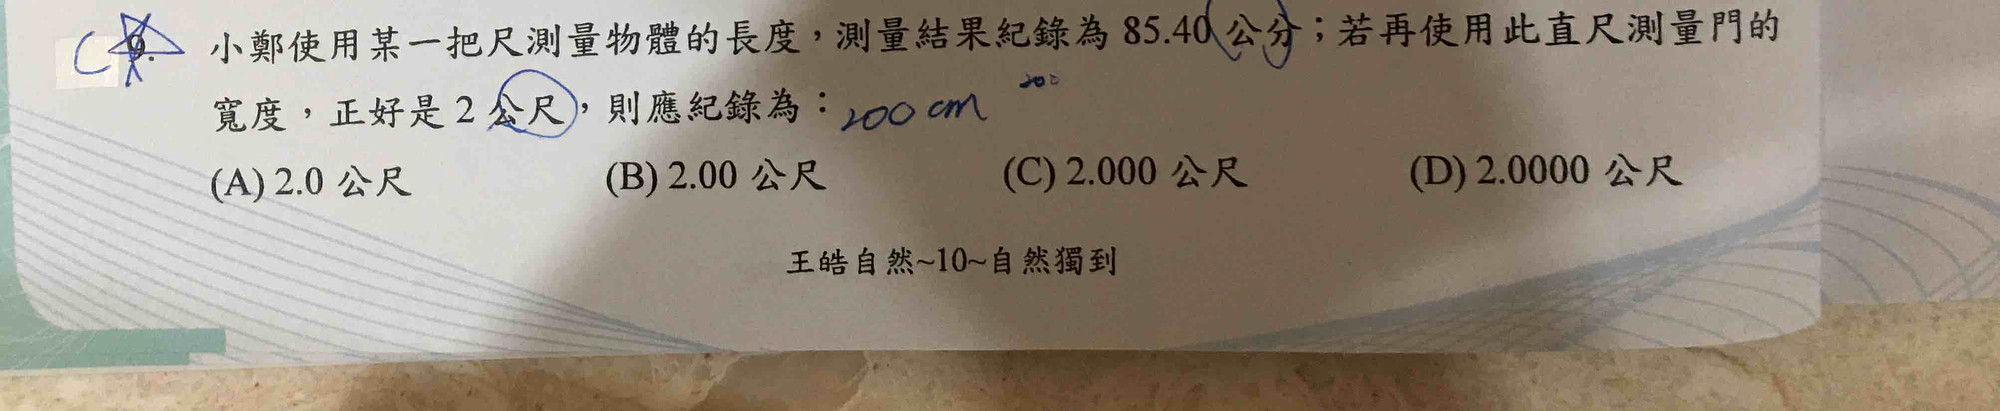 C 9. 小鄭使用某一把尺測量物體的長度，測量結果紀錄為 85.40 公分；若再使用此直尺測量門的
寬度，正好是 2 公尺，則應紀錄為：200 cm
(A) 2.0 公尺 (B) 2.00 公尺 (C) 2.000 公尺 (D) 2.0000 公尺
王皓自然~10~自然獨到